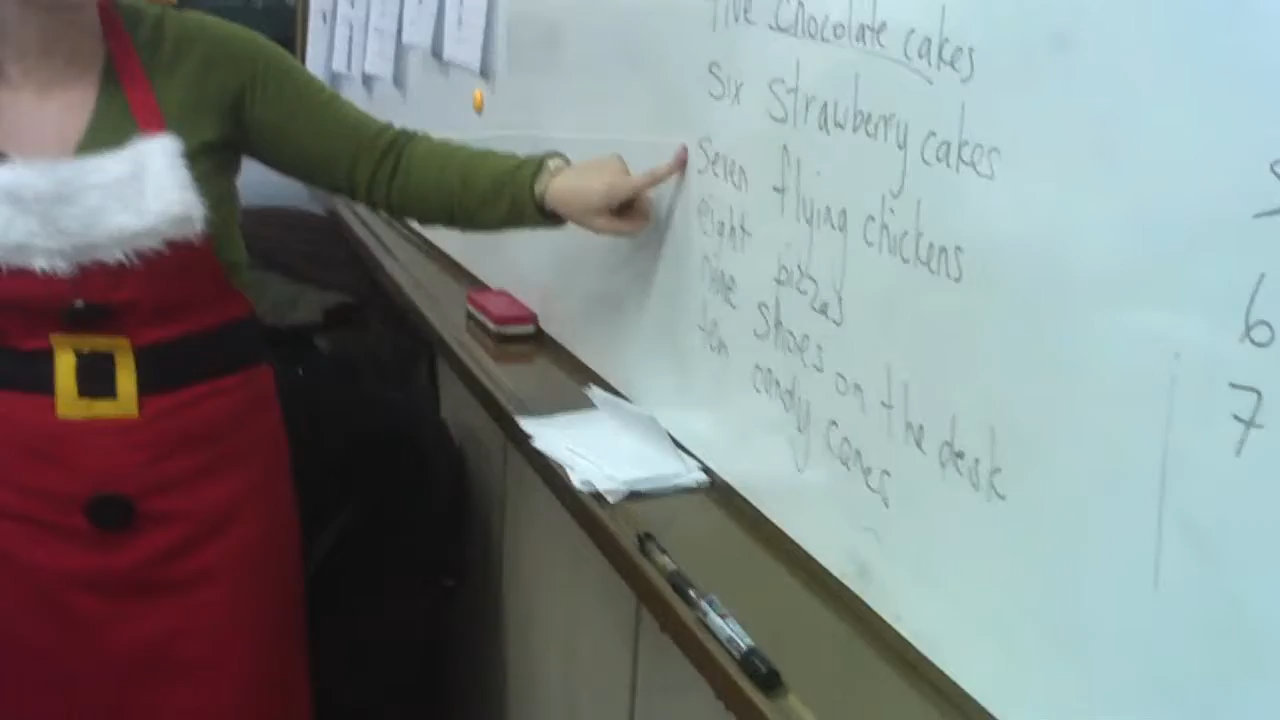 five chocolate cakes
six strawberry cakes
seven flying chickens
eight pizzas
nine shoes on the desk
ten candy canes
6
7